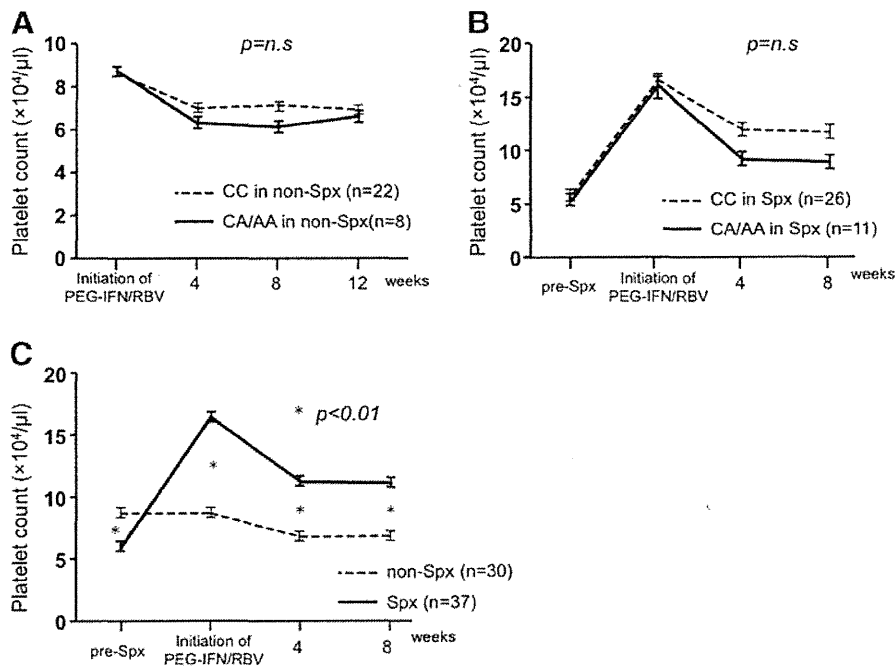 A
p=n.s
Platelet count (×10⁴/μl)
10
8
6
4
2
0
CC in non-Spx (n=22)
CA/AA in non-Spx(n=8)
Initiation of
PEG-IFN/RBV
4
8
12
weeks
B
p=n.s
Platelet count (×10⁴/μl)
20
15
10
5
0
CC in Spx (n=26)
CA/AA in Spx (n=11)
pre-Spx
Initiation of
PEG-IFN/RBV
4
8
weeks
C
* p<0.01
Platelet count (×10⁴/μl)
20
15
10
5
0
*
*
*
*
non-Spx (n=30)
Spx (n=37)
pre-Spx
Initiation of
PEG-IFN/RBV
4
8
weeks